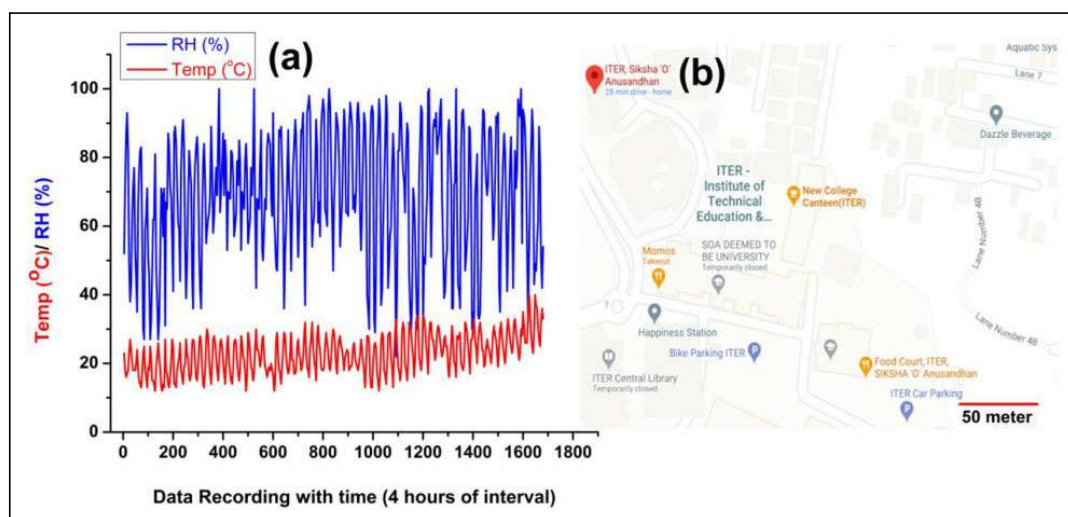 RH (%)
Temp (°C)
(a)
Temp (°C)/ RH (%)
100
80
60
40
20
0
0 200 400 600 800 1000 1200 1400 1600 1800
Data Recording with time (4 hours of interval)
(b)
ITER, Siksha 'O'
Anusandhan
28 min drive - home
Aquatic Sys
Lane 7
Dazzle Beverage
ITER -
Institute of
Technical
Education &...
New College
Canteen(ITER)
Lane Number 4B
Momos
Takeout
SOA DEEMED TO
BE UNIVERSITY
Temporarily closed
Happiness Station
Lane Number 4B
Bike Parking ITER
ITER Central Library
Temporarily closed
Food Court, ITER,
SIKSHA 'O' Anusandhan
ITER Car Parking
50 meter